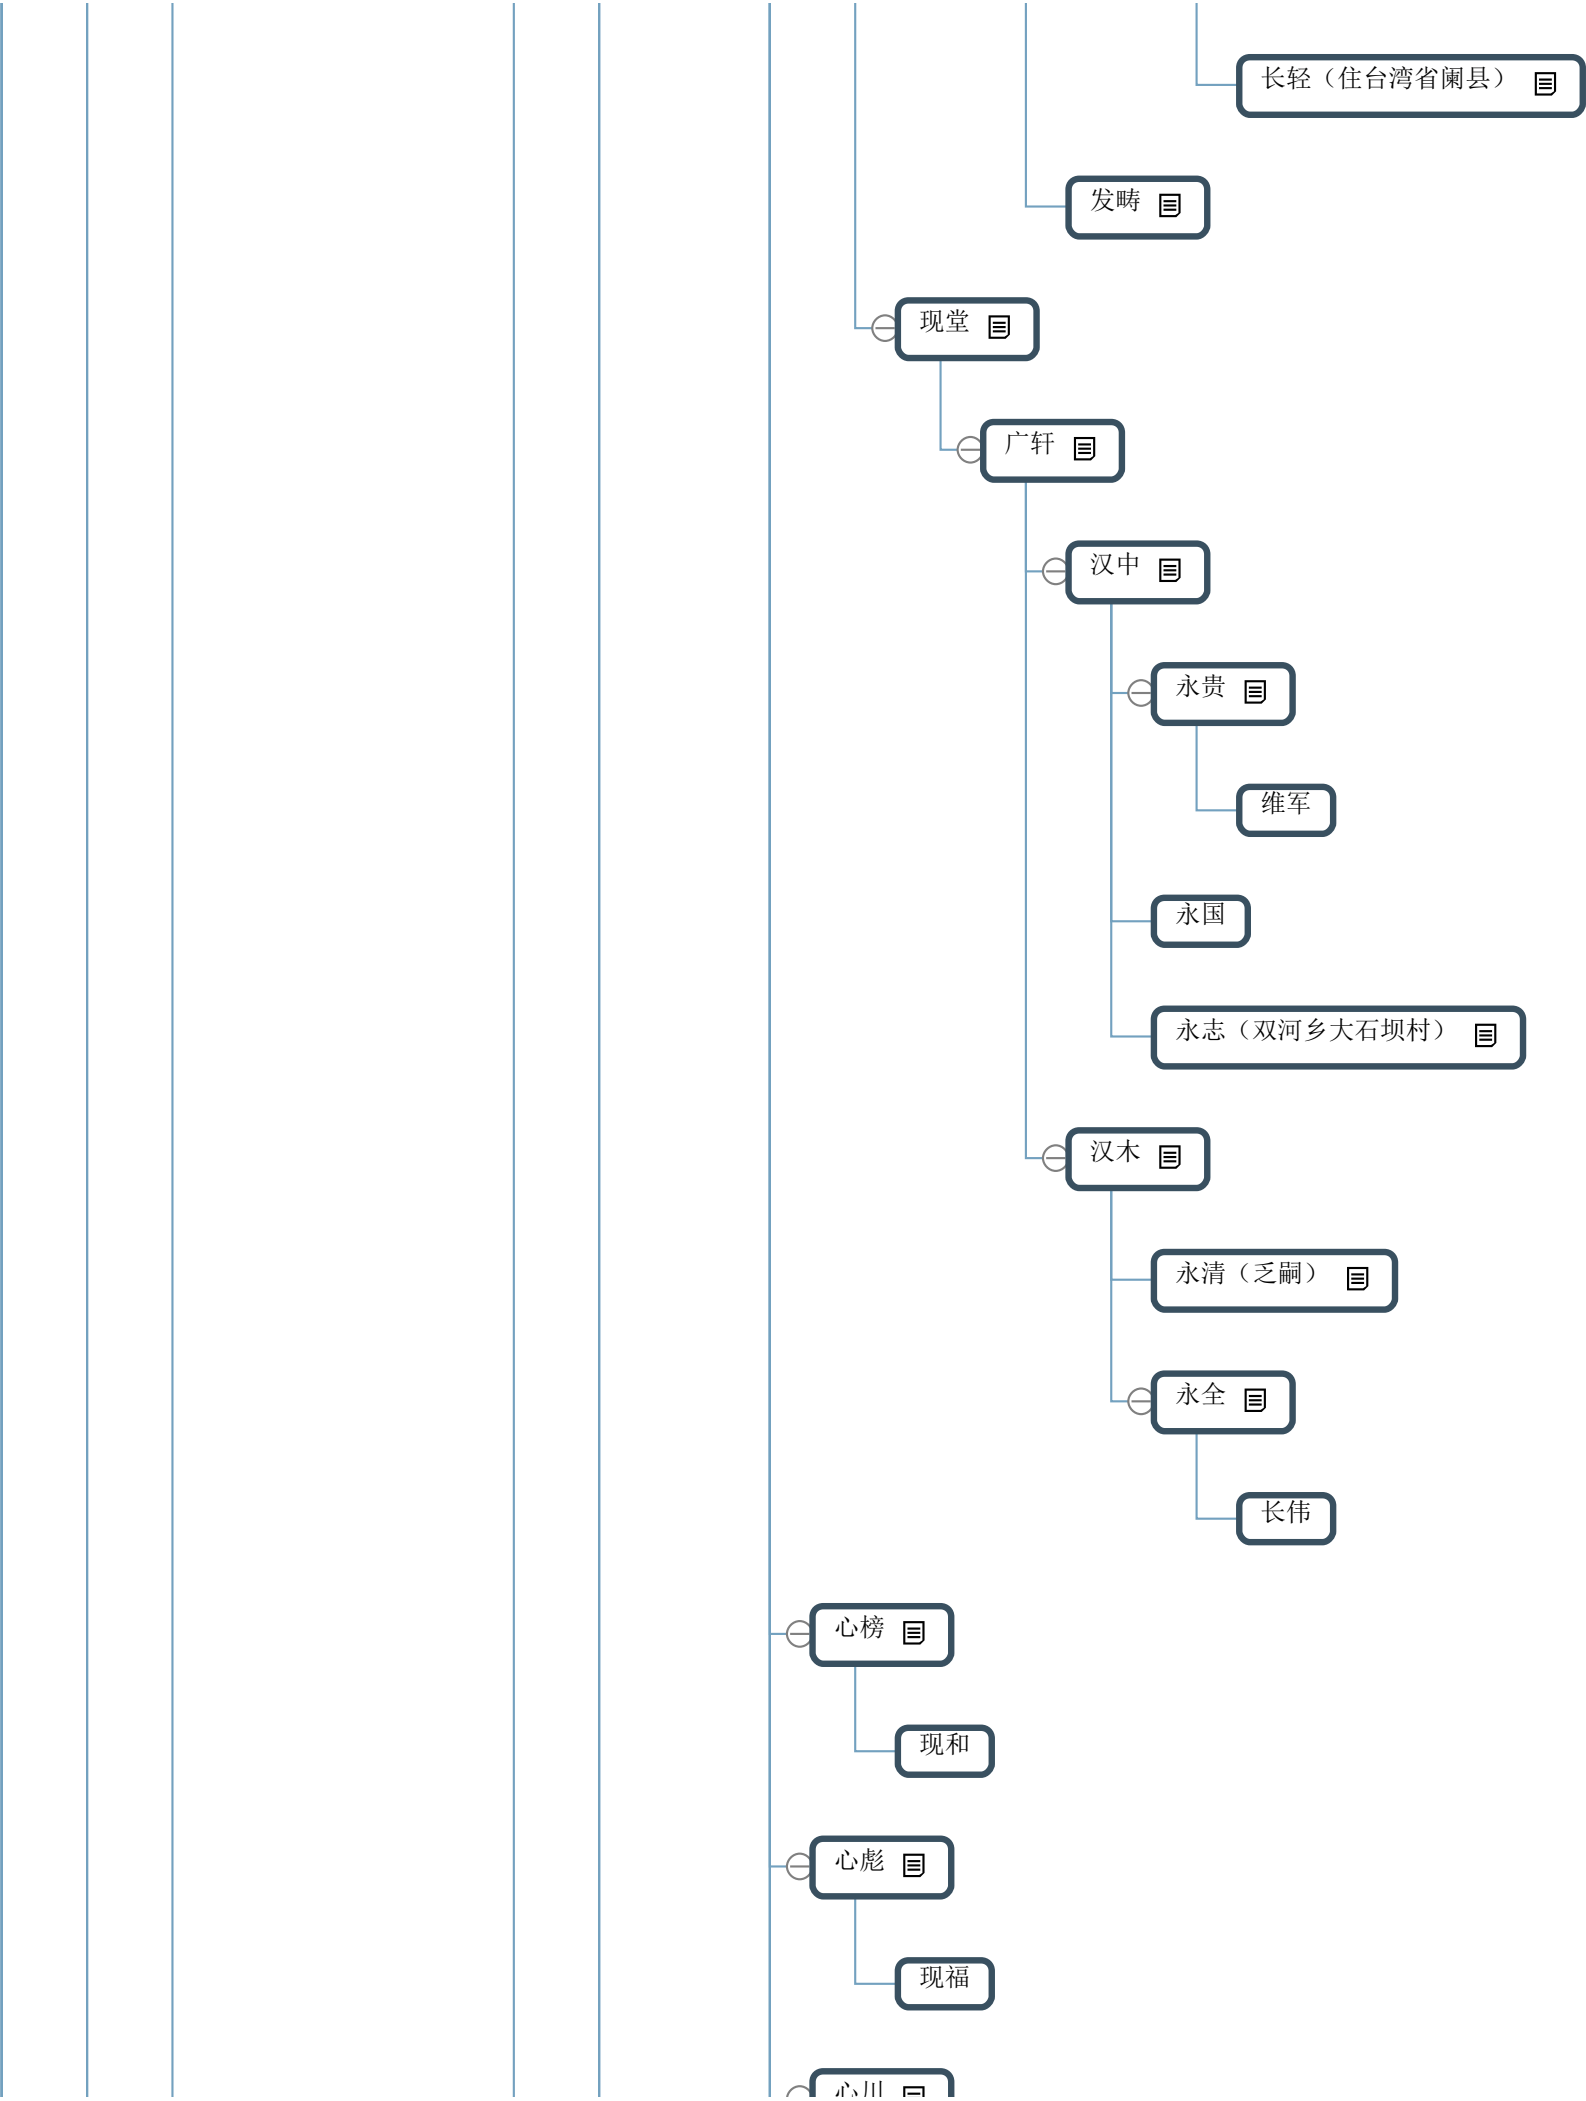 长轻（住台湾省阑县）
发畴
现堂
广轩
汉中
永贵
维军
永国
永志（双河乡大石坝村）
汉木
永清（乏嗣）
永全
长伟
心榜
现和
心彪
现福
心川